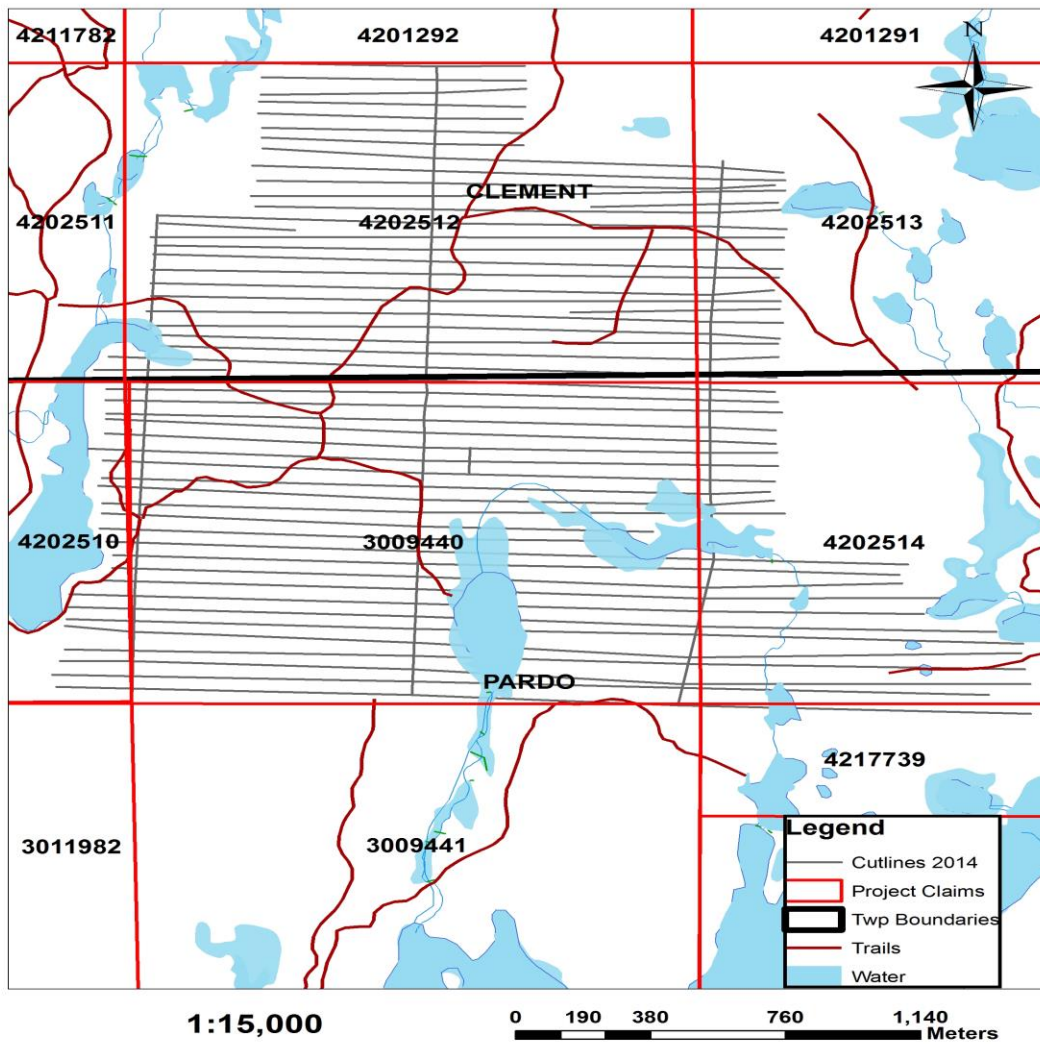 4211782 4201292 4201291
N
CLEMENT
4202511 4202512 4202513
4202510 3009440 4202514
PARDO
4217739
3011982 3009441
Legend
Cutlines 2014
Project Claims
Twp Boundaries
Trails
Water
1:15,000
0 190 380 760 1,140
Meters